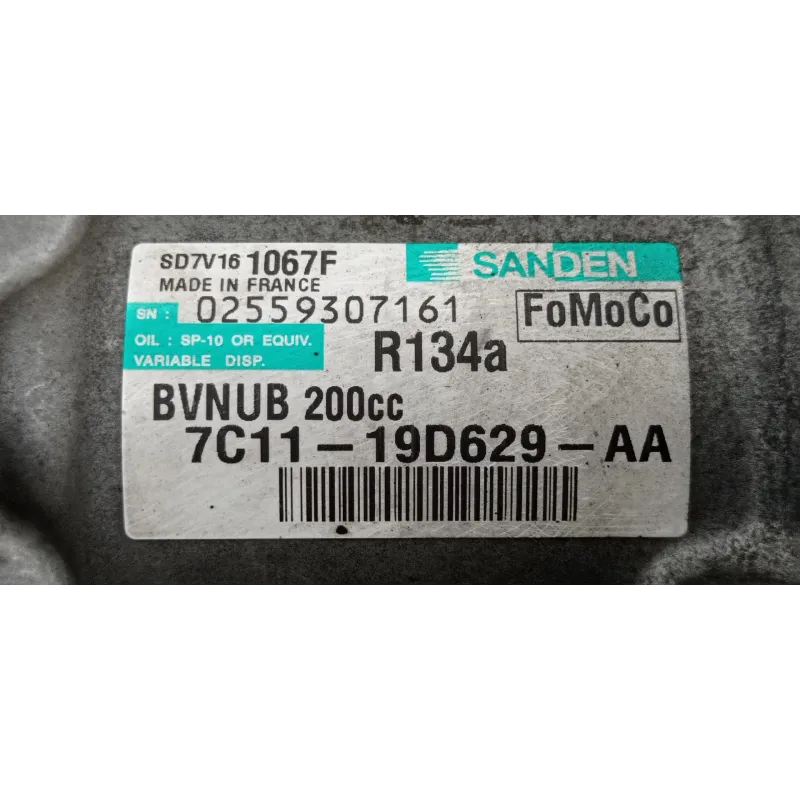 SD7V16 1067F SANDEN
MADE IN FRANCE
SN : 02559307161 FoMoCo
OIL : SP-10 OR EQUIV.
VARIABLE DISP. R134a
BVNUB 200cc
7C11-19D629-AA